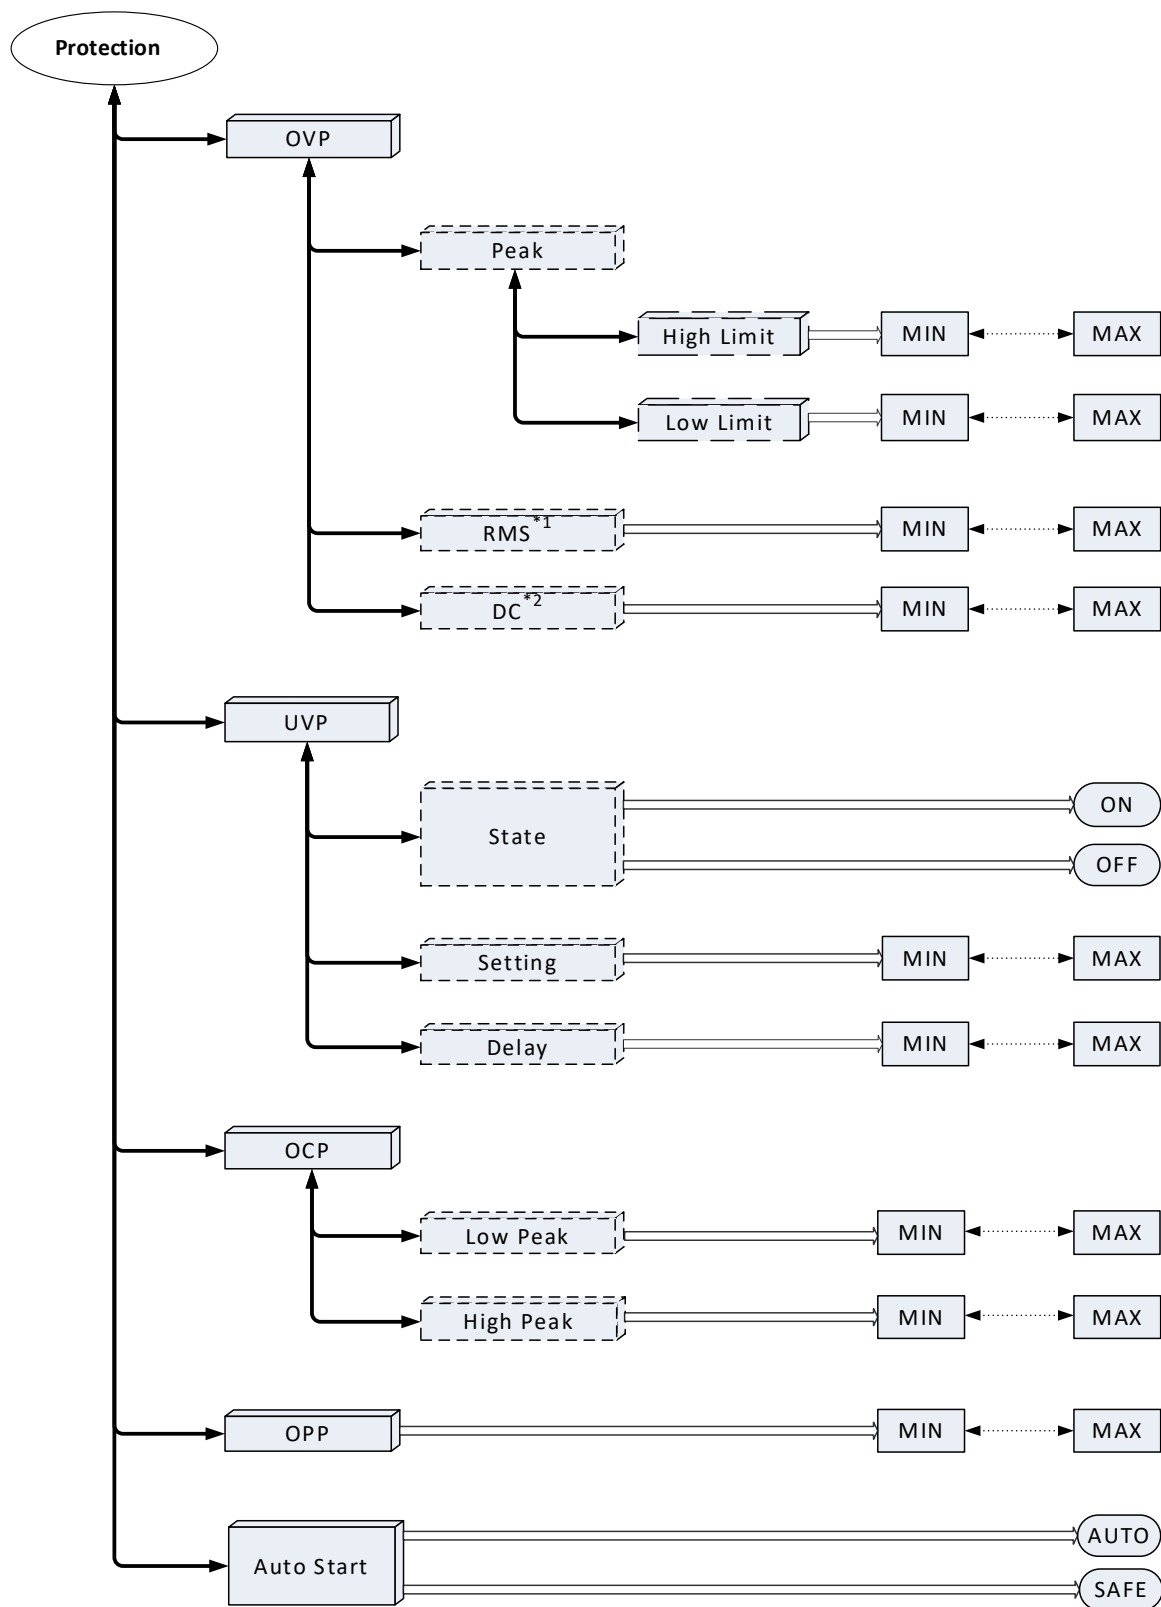 Protection
OVP
Peak
High Limit MIN MAX
Low Limit MIN MAX
RMS*1 MIN MAX
DC*2 MIN MAX
UVP
State ON
OFF
Setting MIN MAX
Delay MIN MAX
OCP
Low Peak MIN MAX
High Peak MIN MAX
OPP MIN MAX
Auto Start AUTO
SAFE